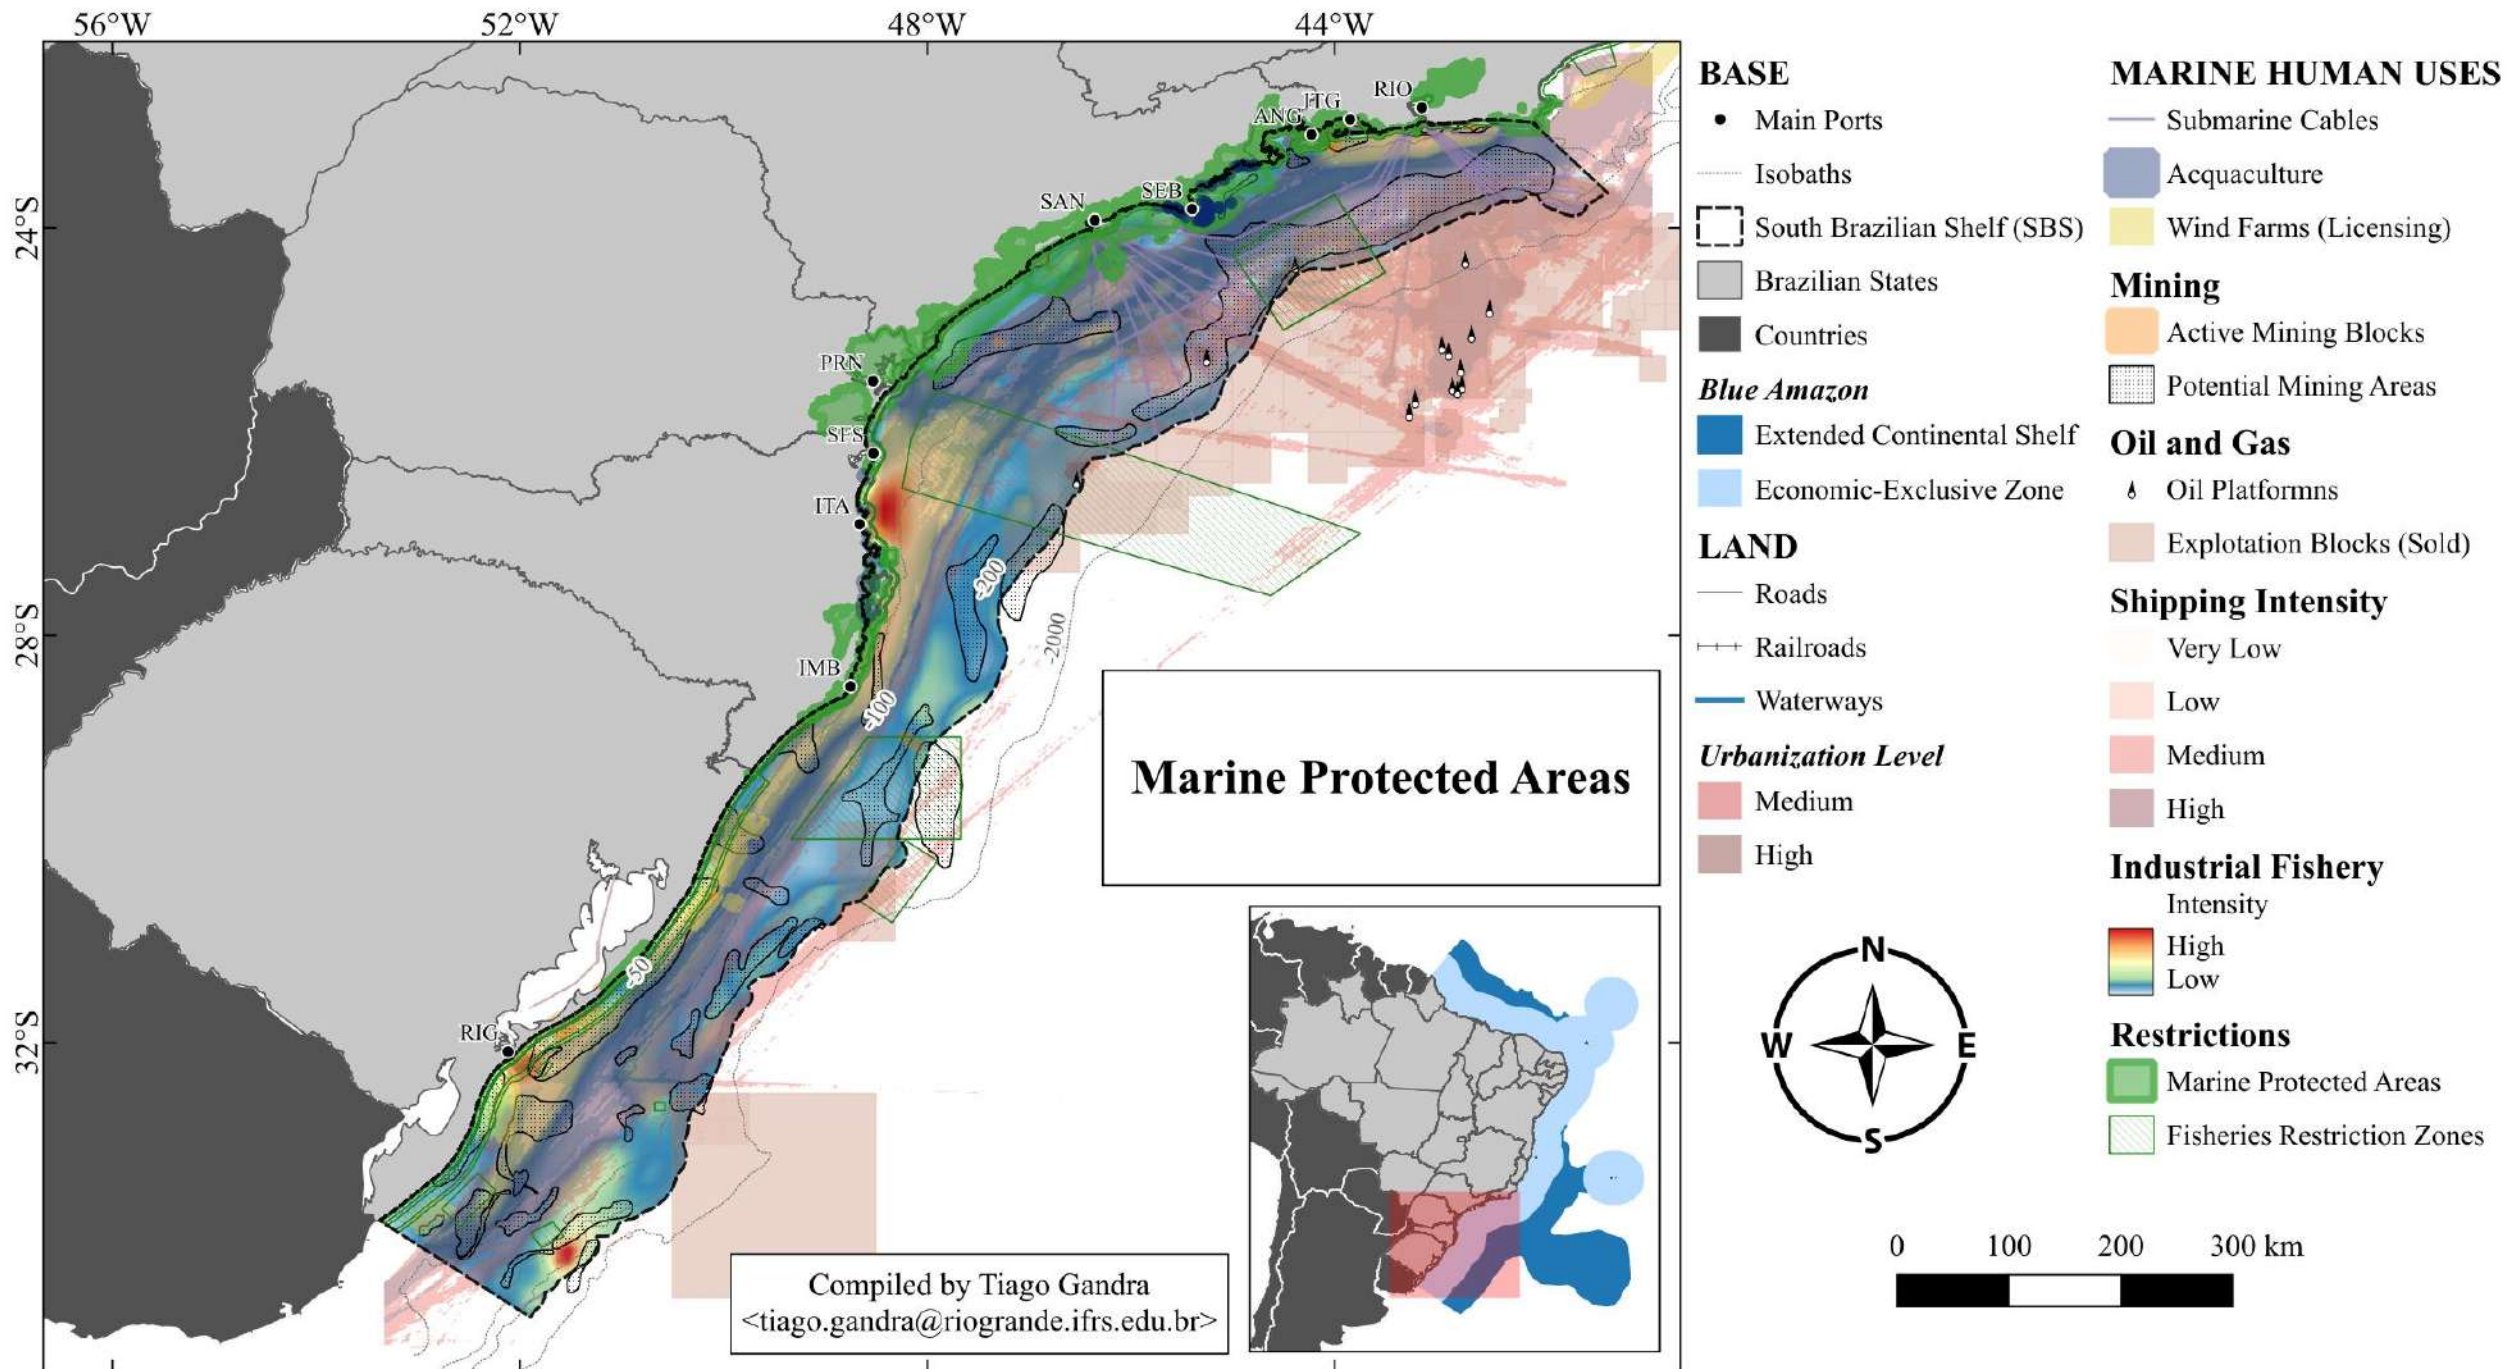 56°W 52°W 48°W 44°W
24°S
28°S
32°S
RIO
JTG
ANG
SEB
SAN
PRN
SFS
ITA
IMB
RIG
-200
-2000
-100
-50
Marine Protected Areas
Compiled by Tiago Gandra
<tiago.gandra@riogrande.ifrs.edu.br>
BASE
Main Ports
Isobaths
South Brazilian Shelf (SBS)
Brazilian States
Countries
Blue Amazon
Extended Continental Shelf
Economic-Exclusive Zone
LAND
Roads
Railroads
Waterways
Urbanization Level
Medium
High
MARINE HUMAN USES
Submarine Cables
Acquaculture
Wind Farms (Licensing)
Mining
Active Mining Blocks
Potential Mining Areas
Oil and Gas
Oil Platformns
Explotation Blocks (Sold)
Shipping Intensity
Very Low
Low
Medium
High
Industrial Fishery
Intensity
High
Low
Restrictions
Marine Protected Areas
Fisheries Restriction Zones
N
W E
S
0 100 200 300 km